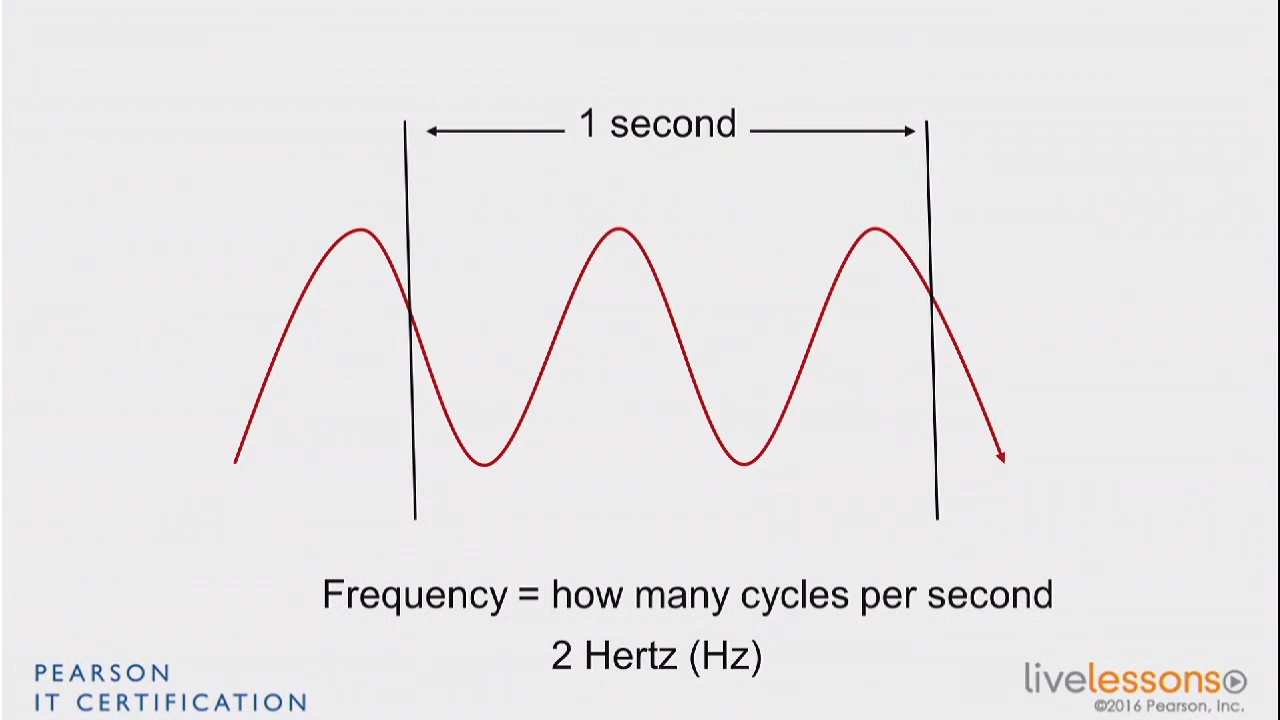 1 second
Frequency = how many cycles per second
2 Hertz (Hz)
PEARSON
IT CERTIFICATION
livelessons
©2016 Pearson, Inc.